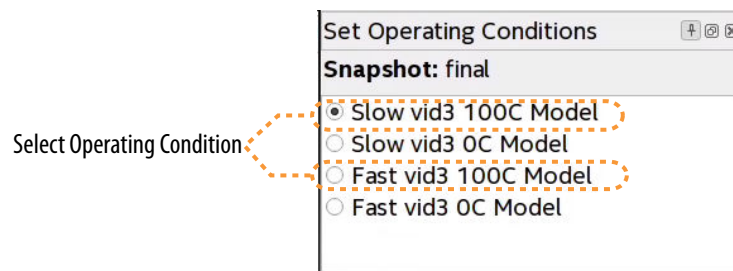 Set Operating Conditions
Snapshot: final
Select Operating Condition
Slow vid3 100C Model
Slow vid3 0C Model
Fast vid3 100C Model
Fast vid3 0C Model